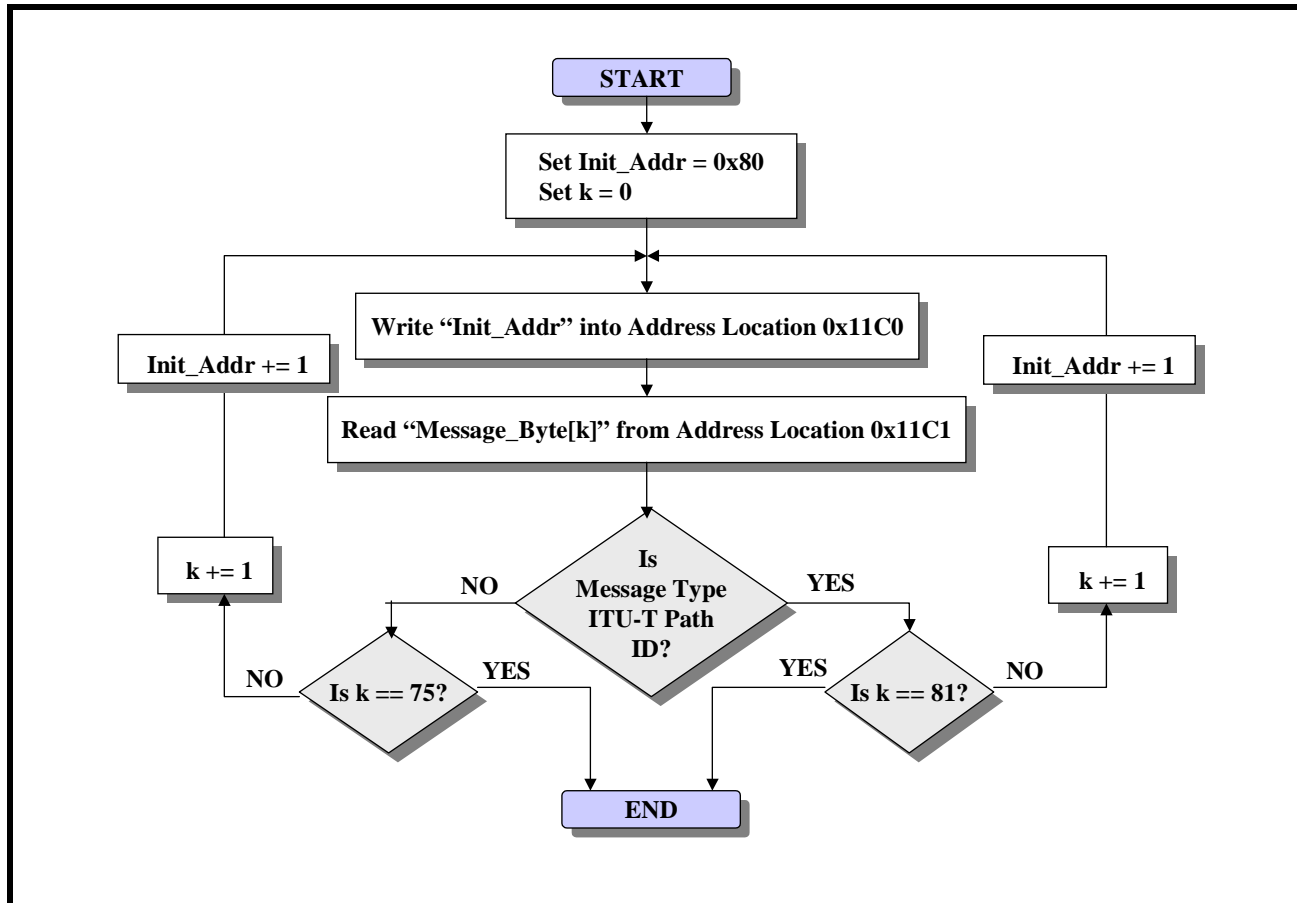 START
Set Init_Addr = 0x80
Set k = 0
Write “Init_Addr” into Address Location 0x11C0
Init_Addr += 1
Init_Addr += 1
Read “Message_Byte[k]” from Address Location 0x11C1
k += 1
NO
Is
Message Type
ITU-T Path
ID?
YES
k += 1
NO
Is k == 75?
YES
YES
Is k == 81?
NO
END